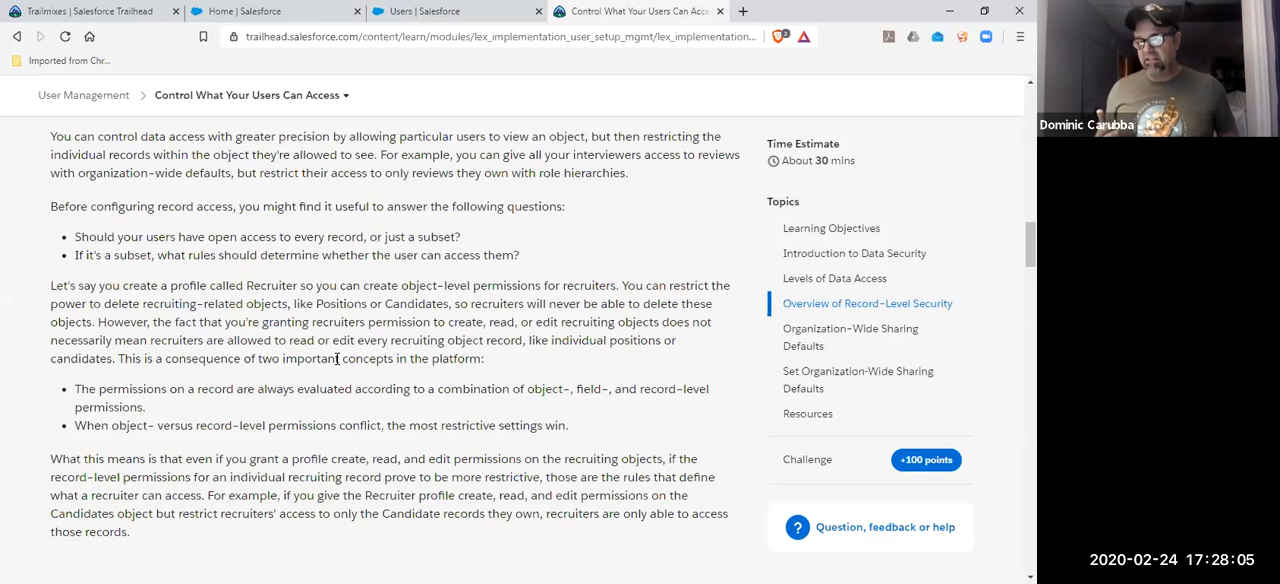 Trailmixes | Salesforce Trailhead
Home | Salesforce
Users | Salesforce
Control What Your Users Can Acce
trailhead.salesforce.com/content/learn/modules/lex_implementation_user_setup_mgmt/lex_implementation...
2
Imported from Chr...
User Management
Control What Your Users Can Access
You can control data access with greater precision by allowing particular users to view an object, but then restricting the
individual records within the object they're allowed to see. For example, you can give all your interviewers access to reviews
with organization-wide defaults, but restrict their access to only reviews they own with role hierarchies.
Before configuring record access, you might find it useful to answer the following questions:
• Should your users have open access to every record, or just a subset?
• If it's a subset, what rules should determine whether the user can access them?
Let's say you create a profile called Recruiter so you can create object-level permissions for recruiters. You can restrict the
power to delete recruiting-related objects, like Positions or Candidates, so recruiters will never be able to delete these
objects. However, the fact that you're granting recruiters permission to create, read, or edit recruiting objects does not
necessarily mean recruiters are allowed to read or edit every recruiting object record, like individual positions or
candidates. This is a consequence of two important concepts in the platform:
• The permissions on a record are always evaluated according to a combination of object-, field-, and record-level
permissions.
• When object- versus record-level permissions conflict, the most restrictive settings win.
What this means is that even if you grant a profile create, read, and edit permissions on the recruiting objects, if the
record-level permissions for an individual recruiting record prove to be more restrictive, those are the rules that define
what a recruiter can access. For example, if you give the Recruiter profile create, read, and edit permissions on the
Candidates object but restrict recruiters' access to only the Candidate records they own, recruiters are only able to access
those records.
Time Estimate
About 30 mins
Topics
Learning Objectives
Introduction to Data Security
Levels of Data Access
Overview of Record-Level Security
Organization-Wide Sharing
Defaults
Set Organization-Wide Sharing
Defaults
Resources
Challenge
+100 points
? Question, feedback or help
Dominic Carubba
2020-02-24 17:28:05